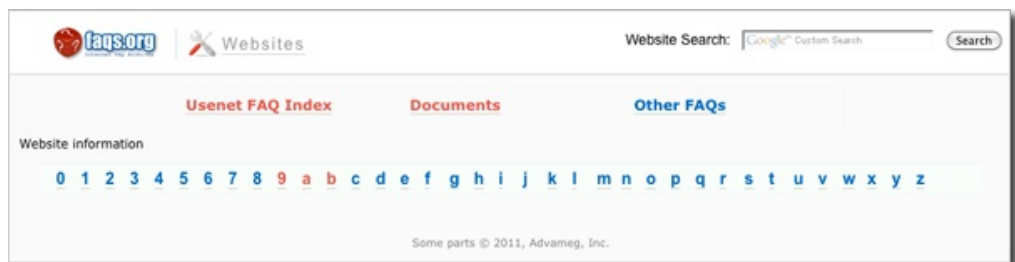 faqs.org
Websites
Website Search: Google™ Custom Search Search
Usenet FAQ Index Documents Other FAQs
Website information
0 1 2 3 4 5 6 7 8 9 a b c d e f g h i j k l m n o p q r s t u v w x y z
Some parts © 2011, Advameg, Inc.